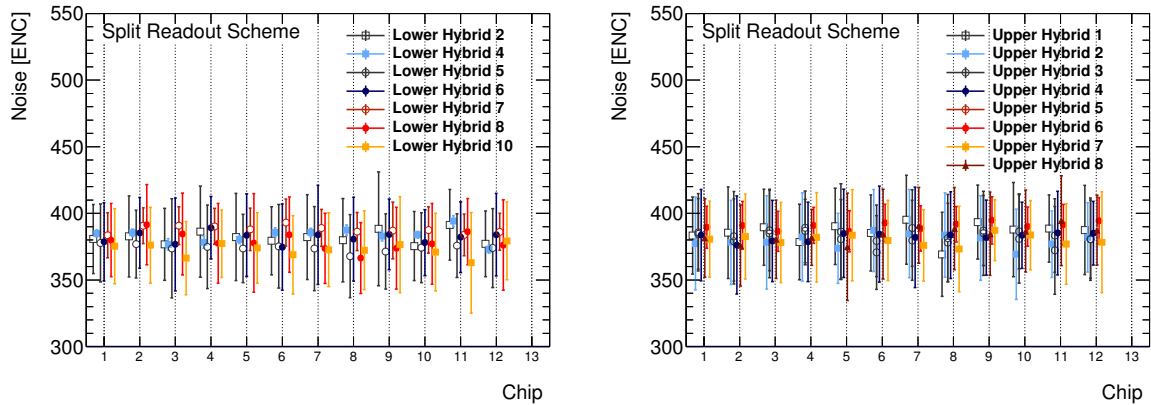 Noise [ENC]
550
500
450
400
350
300
Split Readout Scheme
Lower Hybrid 2
Lower Hybrid 4
Lower Hybrid 5
Lower Hybrid 6
Lower Hybrid 7
Lower Hybrid 8
Lower Hybrid 10
1 2 3 4 5 6 7 8 9 10 11 12 13
Chip
Noise [ENC]
550
500
450
400
350
300
Split Readout Scheme
Upper Hybrid 1
Upper Hybrid 2
Upper Hybrid 3
Upper Hybrid 4
Upper Hybrid 5
Upper Hybrid 6
Upper Hybrid 7
Upper Hybrid 8
1 2 3 4 5 6 7 8 9 10 11 12 13
Chip